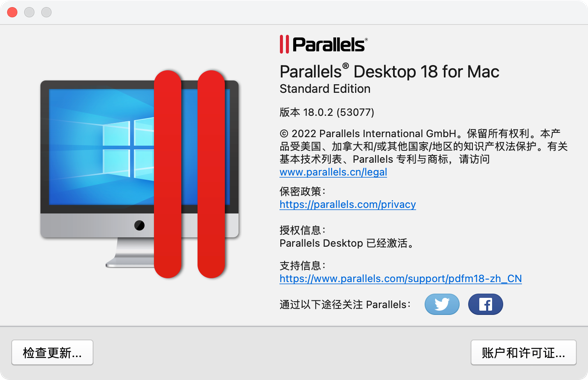 Parallels®
Parallels® Desktop 18 for Mac
Standard Edition
版本 18.0.2 (53077)
© 2022 Parallels International GmbH。保留所有权利。本产
品受美国、加拿大和/或其他国家/地区的知识产权法保护。有关
基本技术列表、Parallels 专利与商标，请访问
www.parallels.cn/legal
保密政策：
https://parallels.com/privacy
授权信息：
Parallels Desktop 已经激活。
支持信息：
https://www.parallels.com/support/pdfm18-zh_CN
通过以下途径关注 Parallels：
检查更新...
账户和许可证...